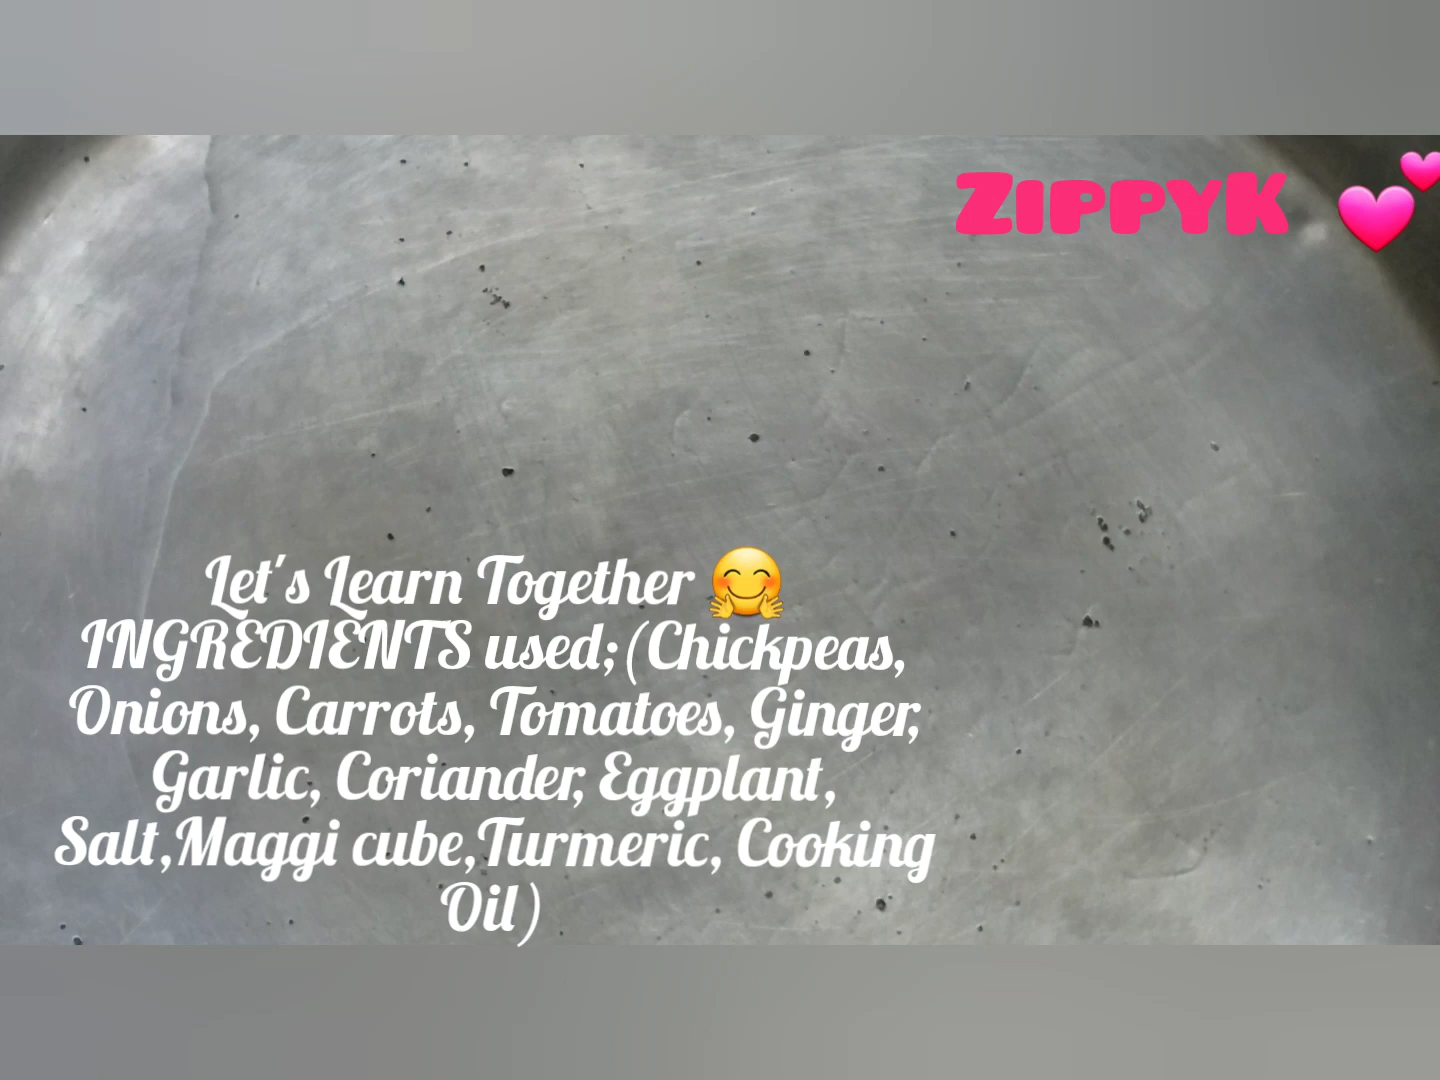 ZIPPYK 💕
Let's Learn Together 🤗
INGREDIENTS used;(Chickpeas,
Onions, Carrots, Tomatoes, Ginger,
Garlic, Coriander, Eggplant,
Salt,Maggi cube,Turmeric, Cooking
Oil)